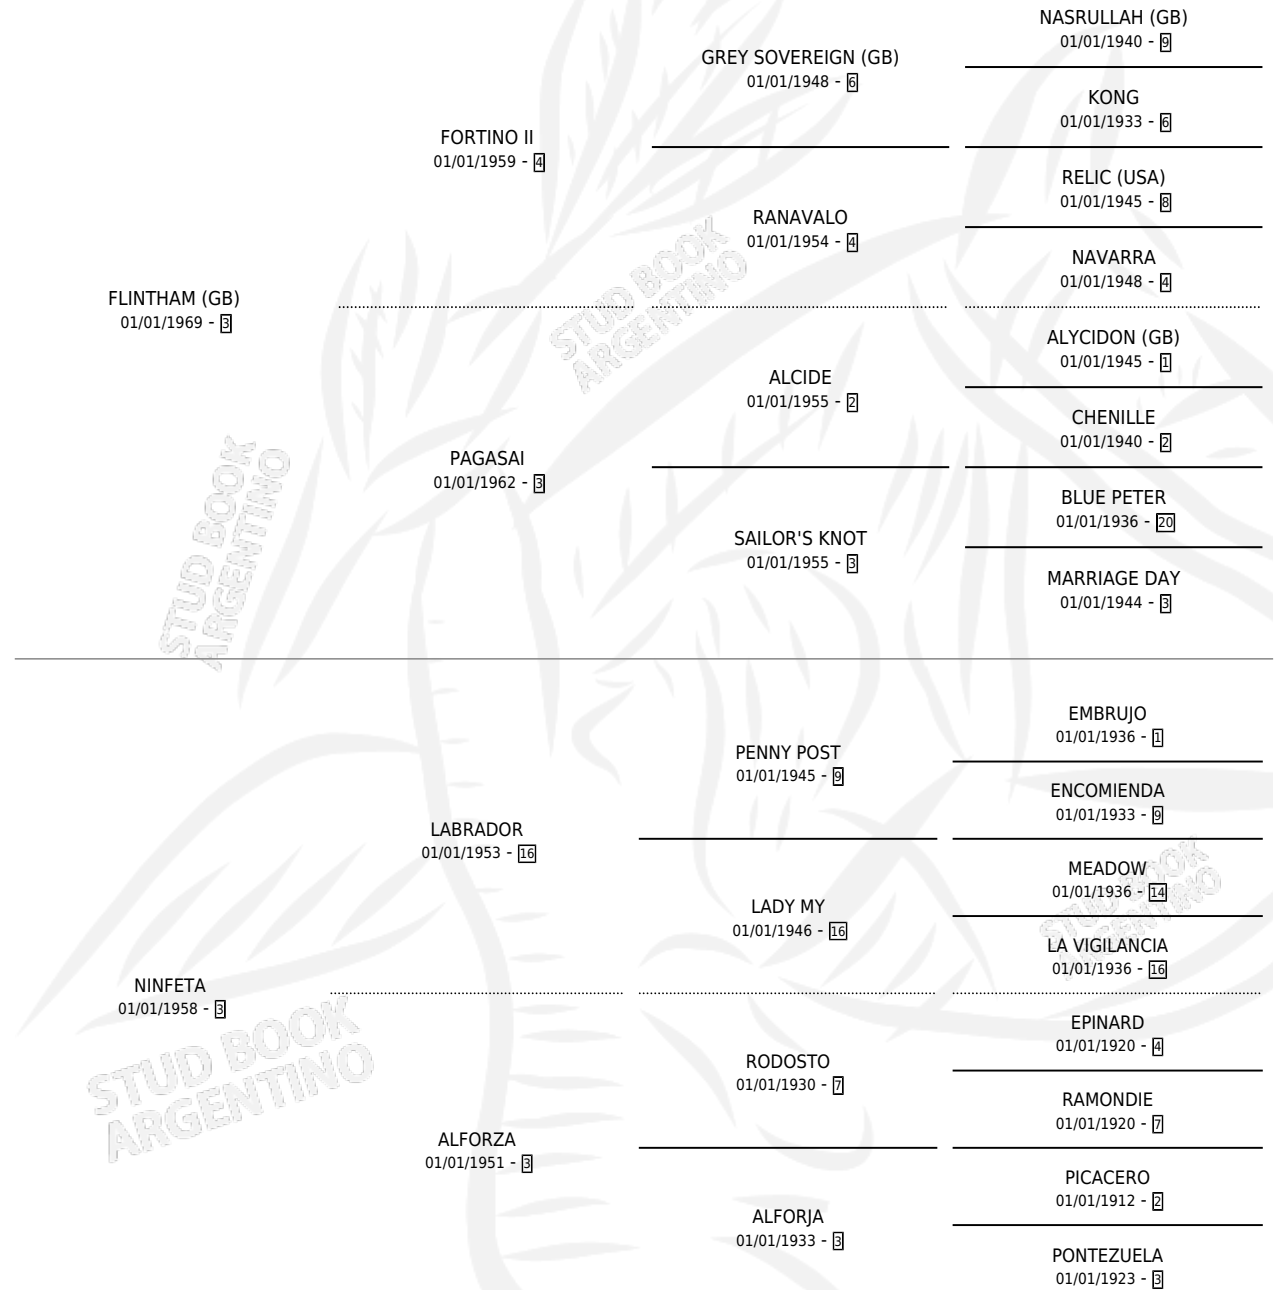 NASRULLAH (GB)
01/01/1940 - 9
GREY SOVEREIGN (GB)
01/01/1948 - 6
KONG
01/01/1933 - 6
FORTINO II
01/01/1959 - 4
RELIC (USA)
01/01/1945 - 8
RANAVALO
01/01/1954 - 4
NAVARRA
01/01/1948 - 4
FLINTHAM (GB)
01/01/1969 - 3
ALYCIDON (GB)
01/01/1945 - 1
ALCIDE
01/01/1955 - 2
CHENILLE
01/01/1940 - 2
PAGASAI
01/01/1962 - 3
BLUE PETER
01/01/1936 - 20
SAILOR'S KNOT
01/01/1955 - 3
MARRIAGE DAY
01/01/1944 - 3
EMBRUJO
01/01/1936 - 1
PENNY POST
01/01/1945 - 9
ENCOMIENDA
01/01/1933 - 9
LABRADOR
01/01/1953 - 16
MEADOW
01/01/1936 - 14
LADY MY
01/01/1946 - 16
LA VIGILANCIA
01/01/1936 - 16
NINFETA
01/01/1958 - 3
EPINARD
01/01/1920 - 4
RODOSTO
01/01/1930 - 7
RAMONDIE
01/01/1920 - 7
ALFORZA
01/01/1951 - 3
PICACERO
01/01/1912 - 2
ALFORJA
01/01/1933 - 3
PONTEZUELA
01/01/1923 - 3
STUD BOOK
ARGENTINO
STUD BOOK
ARGENTINO
STUD BOOK
ARGENTINO
STUD BOOK
ARGENTINO